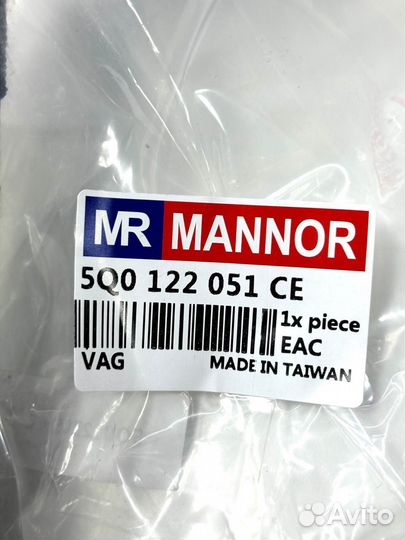 MR MANNOR
5Q0 122 051 CE
1x piece
EAC
VAG
MADE IN TAIWAN
Avito